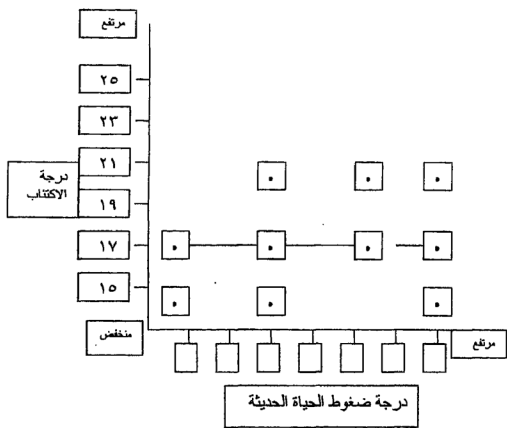 مرتفع
٢٥
٢٣
٢١
درجة
الاكتئاب
١٩
١٧
١٥
منخفض
مرتفع
درجة ضغوط الحياة الحديثة